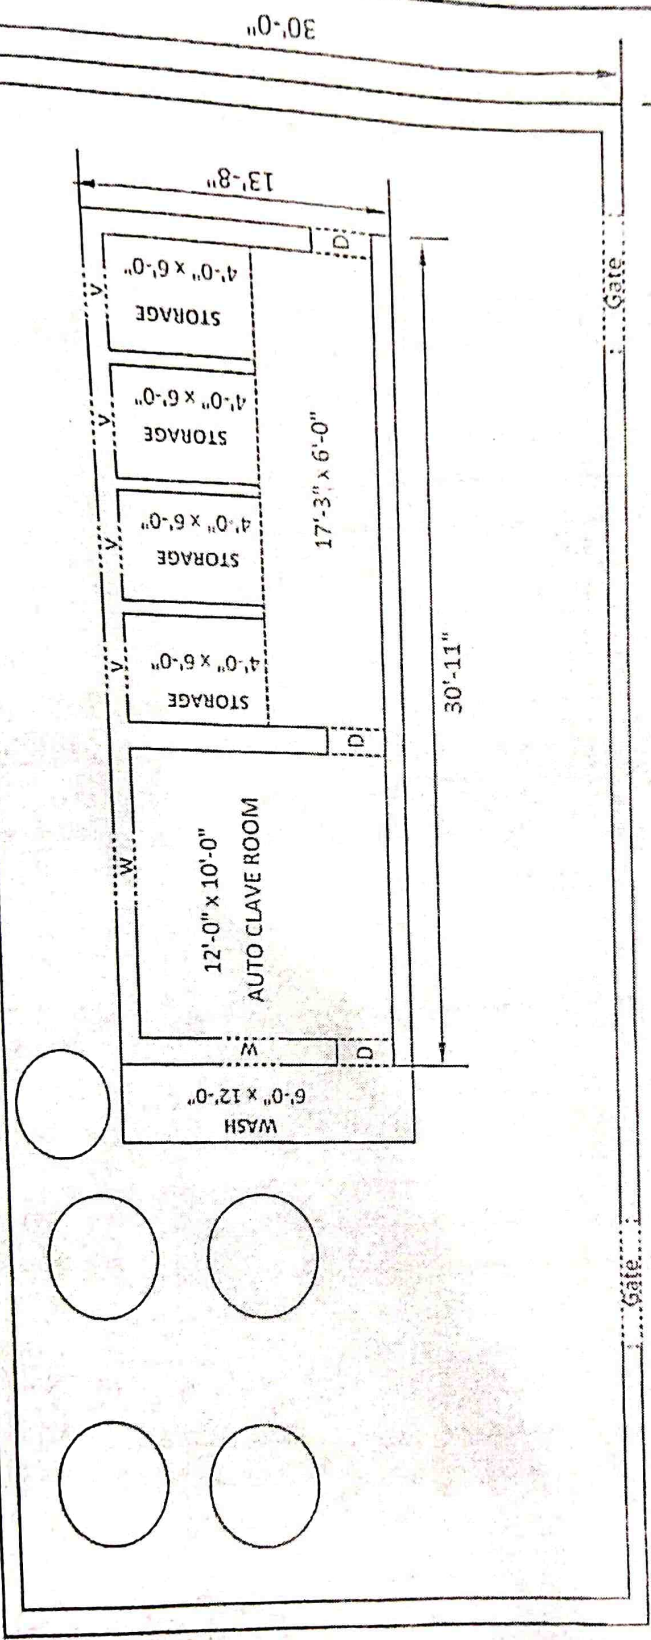 30'-0"
13'-8"
V
STORAGE
4'-0" x 6'-0"
V
STORAGE
4'-0" x 6'-0"
V
STORAGE
4'-0" x 6'-0"
V
STORAGE
4'-0" x 6'-0"
D
17'-3" x 6'-0"
D
W
12'-0" x 10'-0"
AUTO CLAVE ROOM
W
D
WASH
6'-0" x 12'-0"
30'-11"
Gate
Gate